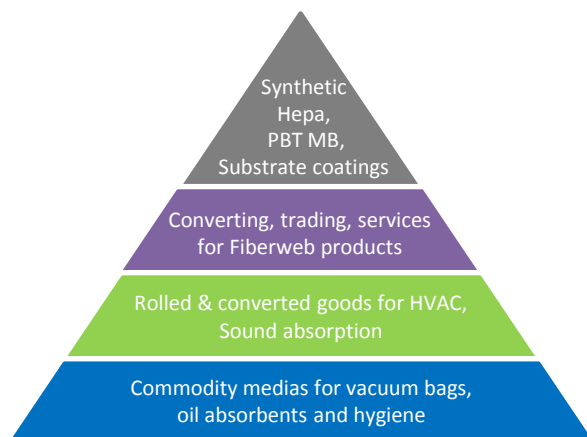 Synthetic
Hepa,
PBT MB,
Substrate coatings
Converting, trading, services
for Fiberweb products
Rolled & converted goods for HVAC,
Sound absorption
Commodity medias for vacuum bags,
oil absorbents and hygiene